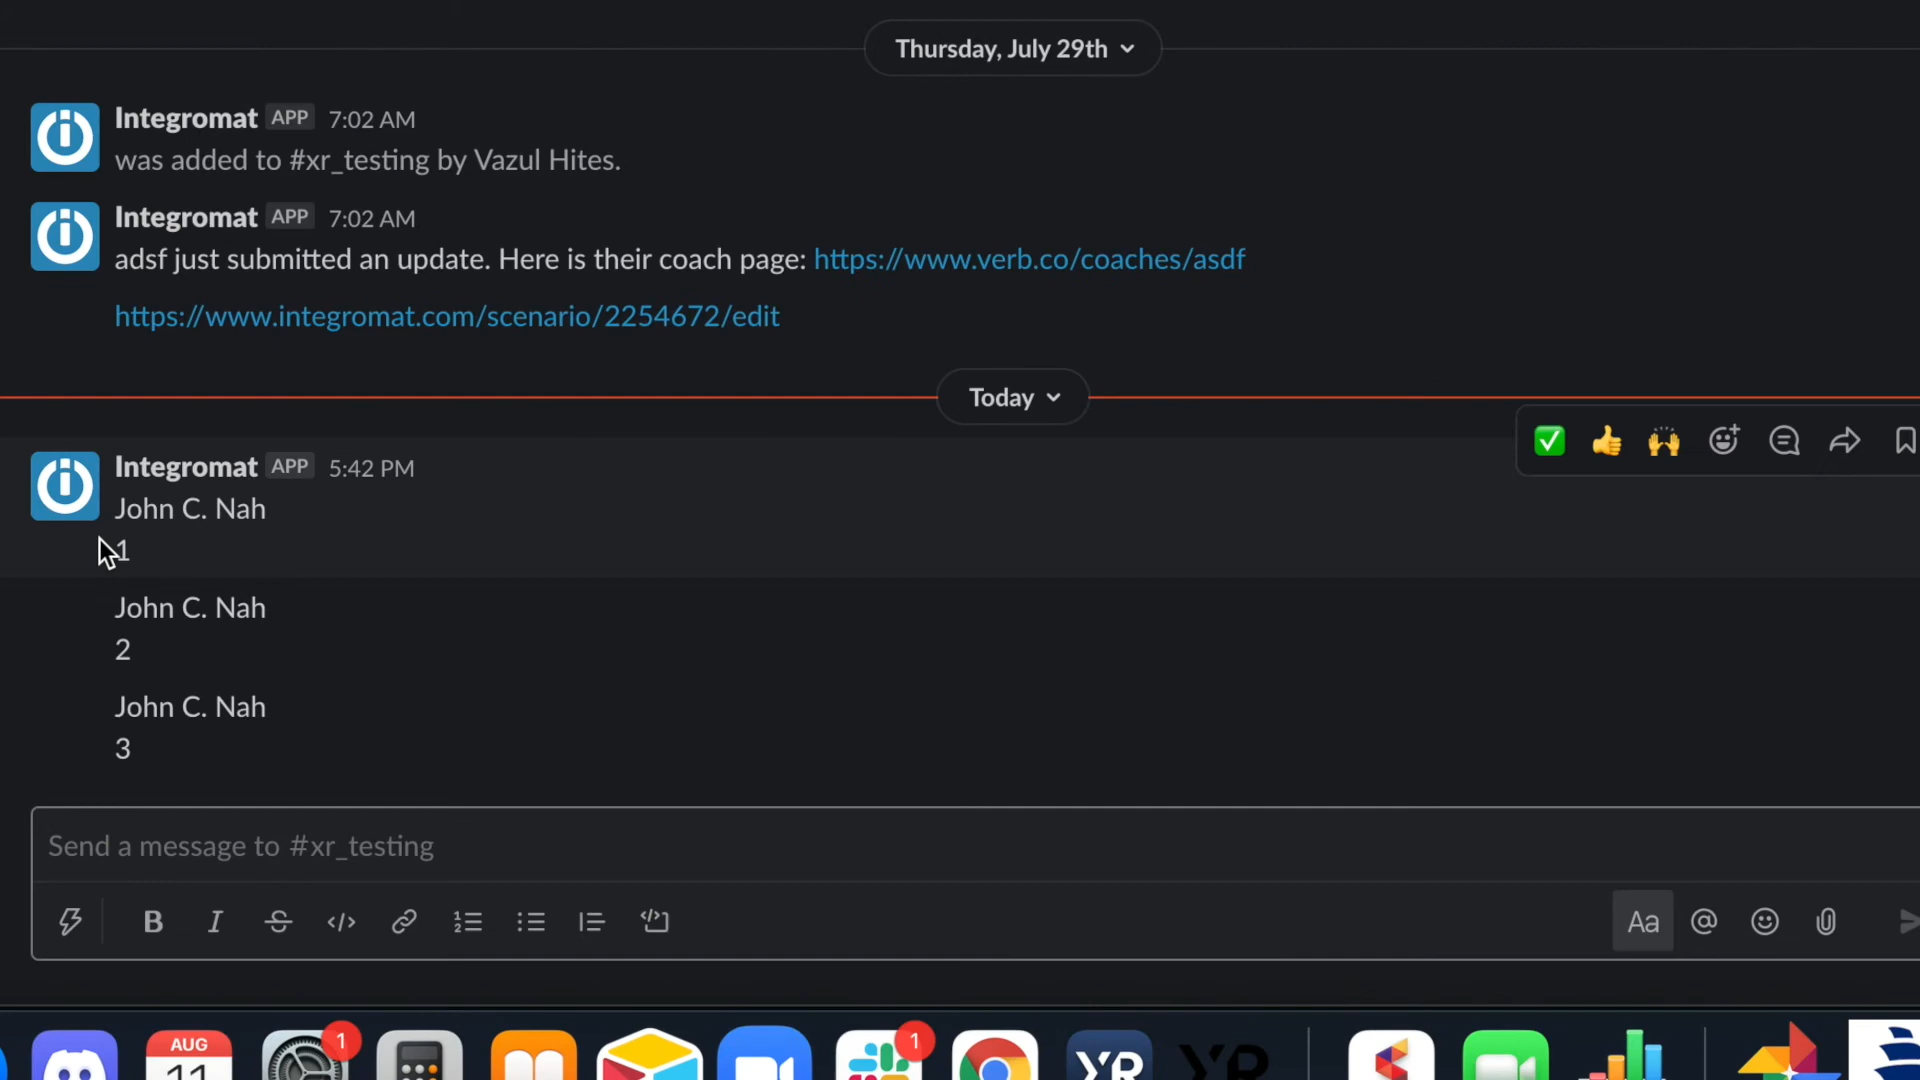 Thursday, July 29th
Integromat APP 7:02 AM
was added to #xr_testing by Vazul Hites.
Integromat APP 7:02 AM
adsf just submitted an update. Here is their coach page: https://www.verb.co/coaches/asdf
https://www.integromat.com/scenario/2254672/edit
Today
Integromat APP 5:42 PM
John C. Nah
1
John C. Nah
2
John C. Nah
3
Send a message to #xr_testing
B I S </> Aa @
1 1
AUG
11 XR XR